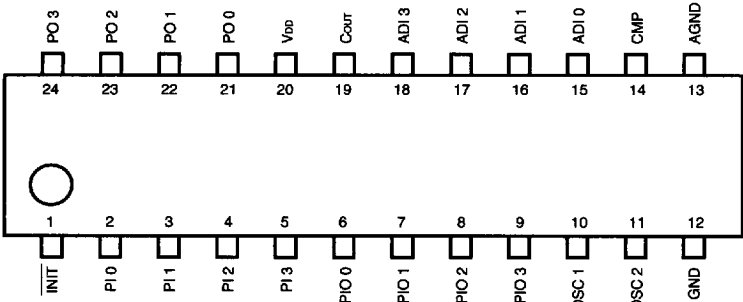 PO 3 PO 2 PO 1 PO 0 VDD COUT ADI 3 ADI 2 ADI 1 ADI 0 CMP AGND
24 23 22 21 20 19 18 17 16 15 14 13
1 2 3 4 5 6 7 8 9 10 11 12
INIT PI 0 PI 1 PI 2 PI 3 PIO 0 PIO 1 PIO 2 PIO 3 OSC 1 OSC 2 GND